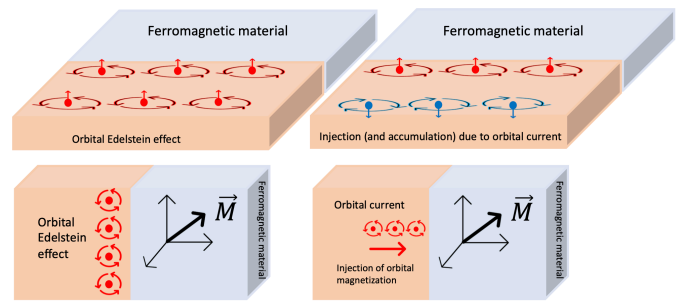 Ferromagnetic material
Orbital Edelstein effect
Ferromagnetic material
Injection (and accumulation) due to orbital current
Orbital
Edelstein
effect
M
Ferromagnetic material
Orbital current
Injection of orbital
magnetization
M
Ferromagnetic material